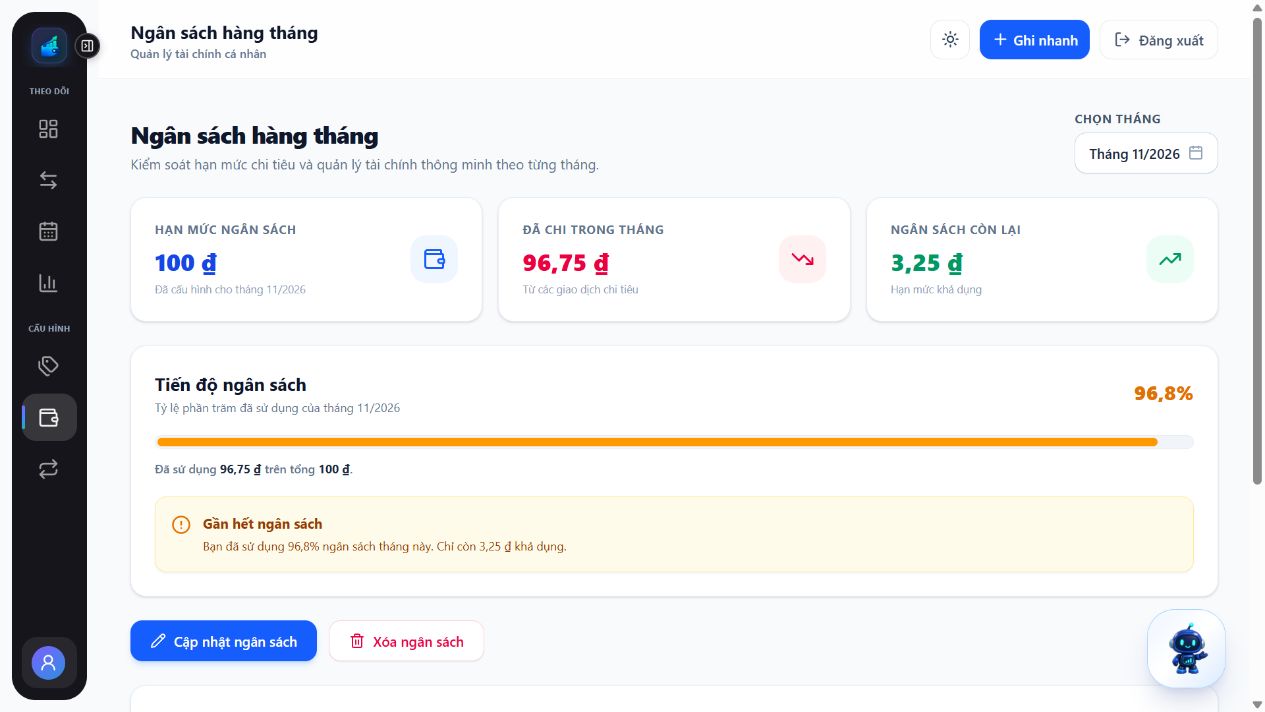 Ngân sách hàng tháng
Quản lý tài chính cá nhân
Ghi nhanh
Đăng xuất
THEO DÕI
CẤU HÌNH
Ngân sách hàng tháng
Kiểm soát hạn mức chi tiêu và quản lý tài chính thông minh theo từng tháng.
CHỌN THÁNG
Tháng 11/2026
HẠN MỨC NGÂN SÁCH
100 ₫
Đã cấu hình cho tháng 11/2026
ĐÃ CHI TRONG THÁNG
96,75 ₫
Từ các giao dịch chi tiêu
NGÂN SÁCH CÒN LẠI
3,25 ₫
Hạn mức khả dụng
Tiến độ ngân sách
Tỷ lệ phần trăm đã sử dụng của tháng 11/2026
96,8%
Đã sử dụng 96,75 ₫ trên tổng 100 ₫.
Gần hết ngân sách
Bạn đã sử dụng 96,8% ngân sách tháng này. Chỉ còn 3,25 ₫ khả dụng.
Cập nhật ngân sách
Xóa ngân sách